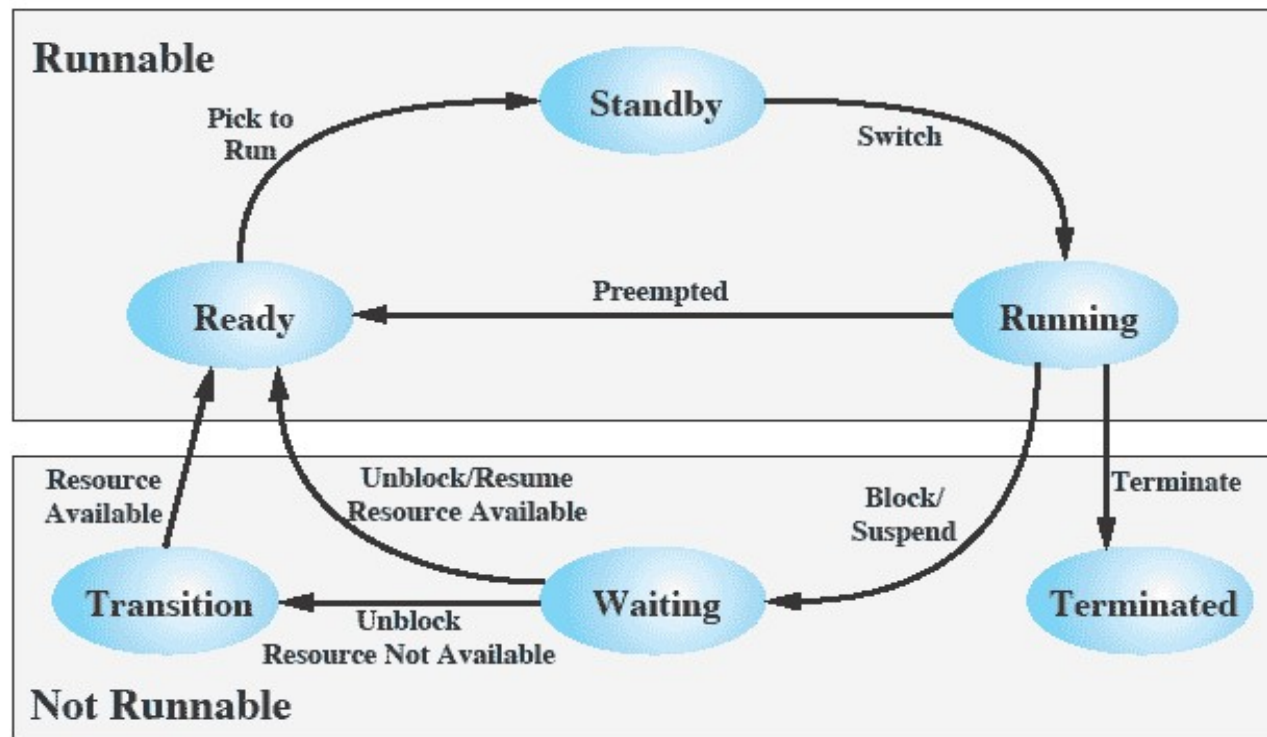 Runnable
Standby
Pick to
Run
Switch
Preempted
Ready
Running
Resource
Available
Unblock/Resume
Resource Available
Block/
Suspend
Terminate
Transition
Waiting
Terminated
Unblock
Resource Not Available
Not Runnable